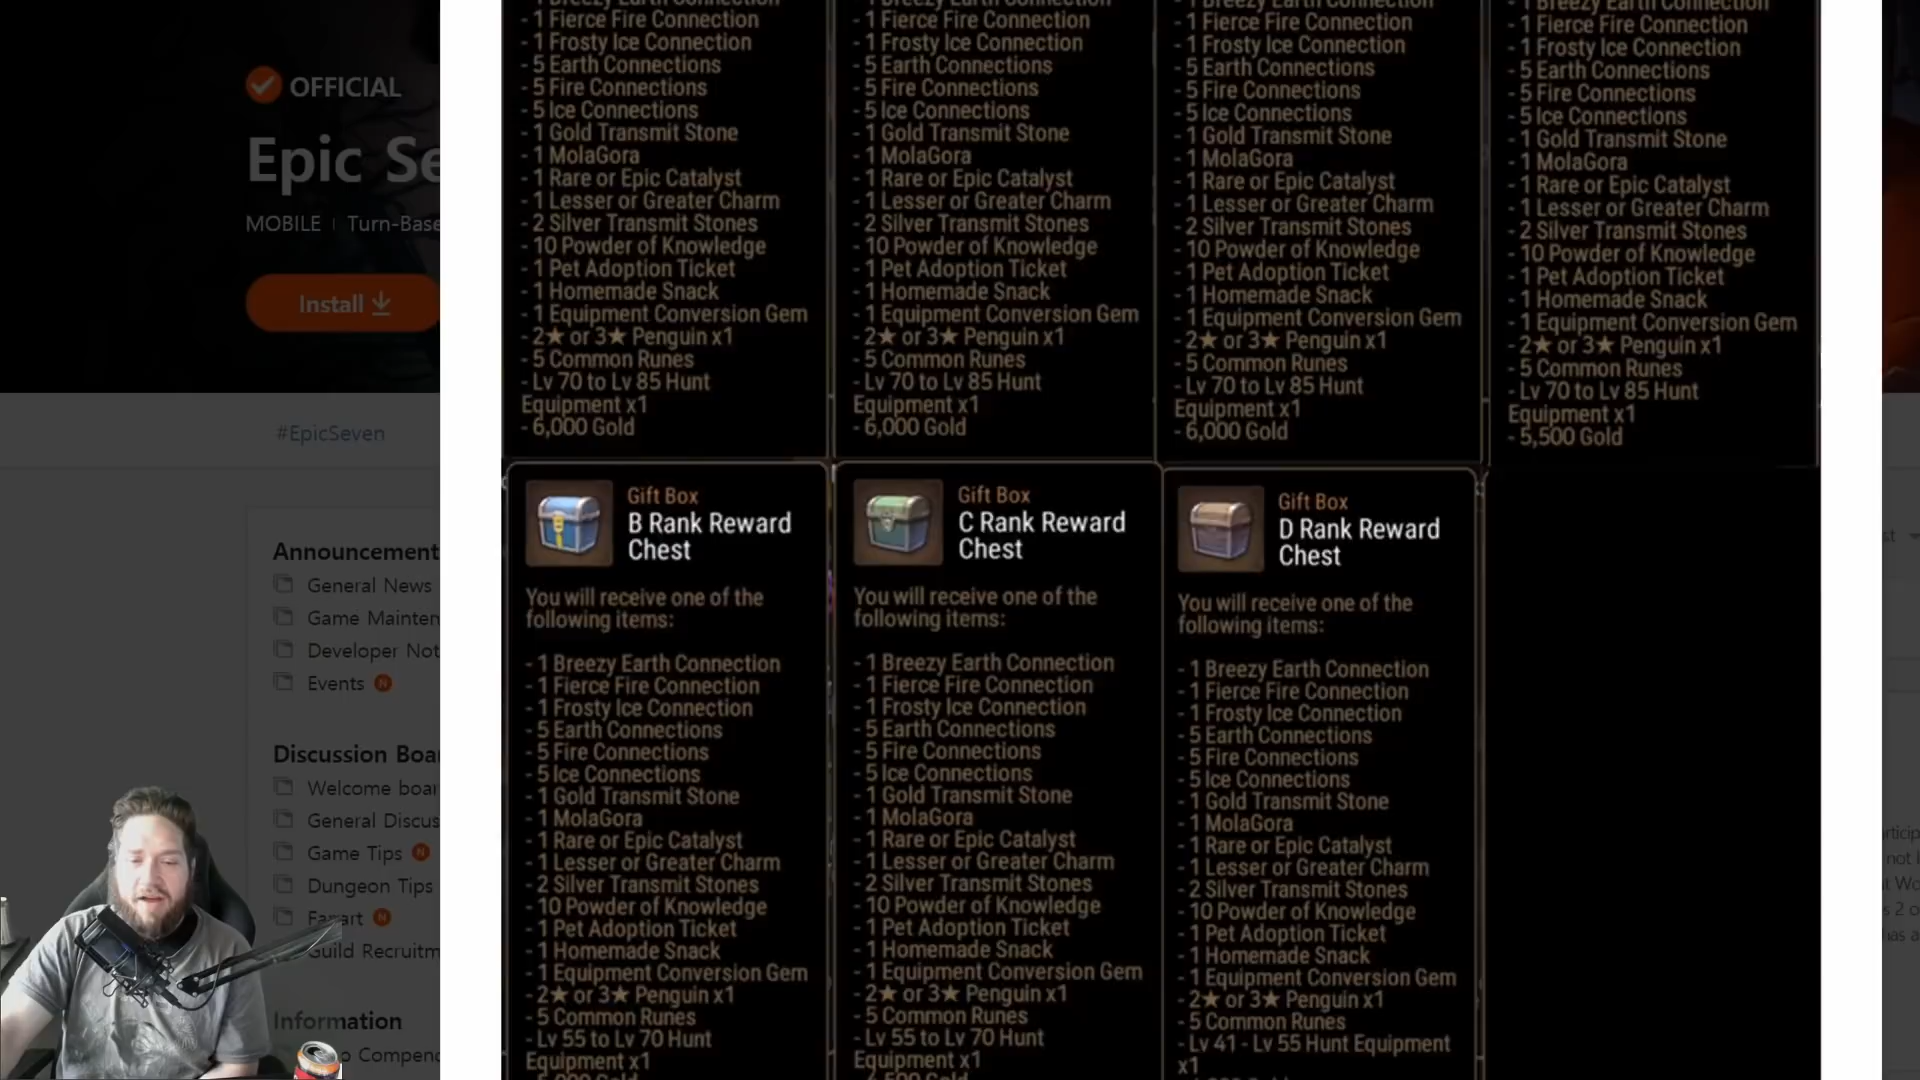 OFFICIAL
Epic Se
MOBILE | Turn-Base
Install
#EpicSeven
Announcement
General News
Game Mainten
Developer Not
Events N
Discussion Boa
Welcome boar
General Discus
Game Tips N
Dungeon Tips
Fanart N
Guild Recruitm
Information
Compen
- 1 Fierce Fire Connection
- 1 Frosty Ice Connection
- 5 Earth Connections
- 5 Fire Connections
- 5 Ice Connections
- 1 Gold Transmit Stone
- 1 MolaGora
- 1 Rare or Epic Catalyst
- 1 Lesser or Greater Charm
- 2 Silver Transmit Stones
- 10 Powder of Knowledge
- 1 Pet Adoption Ticket
- 1 Homemade Snack
- 1 Equipment Conversion Gem
- 2★ or 3★ Penguin x1
- 5 Common Runes
- Lv 70 to Lv 85 Hunt
Equipment x1
- 6,000 Gold
- 1 Fierce Fire Connection
- 1 Frosty Ice Connection
- 5 Earth Connections
- 5 Fire Connections
- 5 Ice Connections
- 1 Gold Transmit Stone
- 1 MolaGora
- 1 Rare or Epic Catalyst
- 1 Lesser or Greater Charm
- 2 Silver Transmit Stones
- 10 Powder of Knowledge
- 1 Pet Adoption Ticket
- 1 Homemade Snack
- 1 Equipment Conversion Gem
- 2★ or 3★ Penguin x1
- 5 Common Runes
- Lv 70 to Lv 85 Hunt
Equipment x1
- 6,000 Gold
- 1 Breezy Earth Connection
- 1 Fierce Fire Connection
- 1 Frosty Ice Connection
- 5 Earth Connections
- 5 Fire Connections
- 5 Ice Connections
- 1 Gold Transmit Stone
- 1 MolaGora
- 1 Rare or Epic Catalyst
- 1 Lesser or Greater Charm
- 2 Silver Transmit Stones
- 10 Powder of Knowledge
- 1 Pet Adoption Ticket
- 1 Homemade Snack
- 1 Equipment Conversion Gem
- 2★ or 3★ Penguin x1
- 5 Common Runes
- Lv 70 to Lv 85 Hunt
Equipment x1
- 6,000 Gold
- 1 Breezy Earth Connection
- 1 Fierce Fire Connection
- 1 Frosty Ice Connection
- 5 Earth Connections
- 5 Fire Connections
- 5 Ice Connections
- 1 Gold Transmit Stone
- 1 MolaGora
- 1 Rare or Epic Catalyst
- 1 Lesser or Greater Charm
- 2 Silver Transmit Stones
- 10 Powder of Knowledge
- 1 Pet Adoption Ticket
- 1 Homemade Snack
- 1 Equipment Conversion Gem
- 2★ or 3★ Penguin x1
- 5 Common Runes
- Lv 70 to Lv 85 Hunt
Equipment x1
- 5,500 Gold
Gift Box
B Rank Reward
Chest
You will receive one of the
following items:
- 1 Breezy Earth Connection
- 1 Fierce Fire Connection
- 1 Frosty Ice Connection
- 5 Earth Connections
- 5 Fire Connections
- 5 Ice Connections
- 1 Gold Transmit Stone
- 1 MolaGora
- 1 Rare or Epic Catalyst
- 1 Lesser or Greater Charm
- 2 Silver Transmit Stones
- 10 Powder of Knowledge
- 1 Pet Adoption Ticket
- 1 Homemade Snack
- 1 Equipment Conversion Gem
- 2★ or 3★ Penguin x1
- 5 Common Runes
- Lv 55 to Lv 70 Hunt
Equipment x1
Gift Box
C Rank Reward
Chest
You will receive one of the
following items:
- 1 Breezy Earth Connection
- 1 Fierce Fire Connection
- 1 Frosty Ice Connection
- 5 Earth Connections
- 5 Fire Connections
- 5 Ice Connections
- 1 Gold Transmit Stone
- 1 MolaGora
- 1 Rare or Epic Catalyst
- 1 Lesser or Greater Charm
- 2 Silver Transmit Stones
- 10 Powder of Knowledge
- 1 Pet Adoption Ticket
- 1 Homemade Snack
- 1 Equipment Conversion Gem
- 2★ or 3★ Penguin x1
- 5 Common Runes
- Lv 55 to Lv 70 Hunt
Equipment x1
Gift Box
D Rank Reward
Chest
You will receive one of the
following items:
- 1 Breezy Earth Connection
- 1 Fierce Fire Connection
- 1 Frosty Ice Connection
- 5 Earth Connections
- 5 Fire Connections
- 5 Ice Connections
- 1 Gold Transmit Stone
- 1 MolaGora
- 1 Rare or Epic Catalyst
- 1 Lesser or Greater Charm
- 2 Silver Transmit Stones
- 10 Powder of Knowledge
- 1 Pet Adoption Ticket
- 1 Homemade Snack
- 1 Equipment Conversion Gem
- 2★ or 3★ Penguin x1
- 5 Common Runes
- Lv 41 - Lv 55 Hunt Equipment
x1